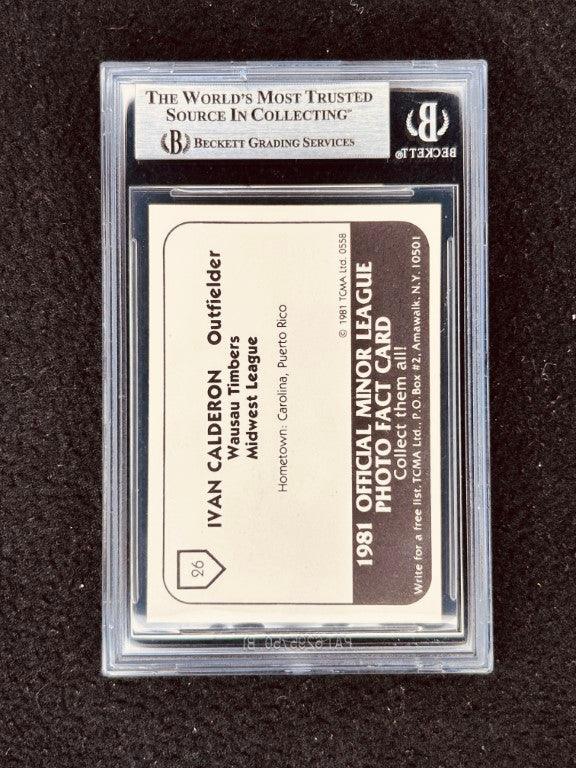 THE WORLD'S MOST TRUSTED
SOURCE IN COLLECTING™
B BECKETT GRADING SERVICES
B
BECKETT®
26
IVAN CALDERON Outfielder
Wausau Timbers
Midwest League
Hometown: Carolina, Puerto Rico
© 1981 TCMA Ltd. 0558
1981 OFFICIAL MINOR LEAGUE
PHOTO FACT CARD
Collect them all!
Write for a free list. TCMA Ltd., P.O. Box #2, Amawalk, N.Y. 10501